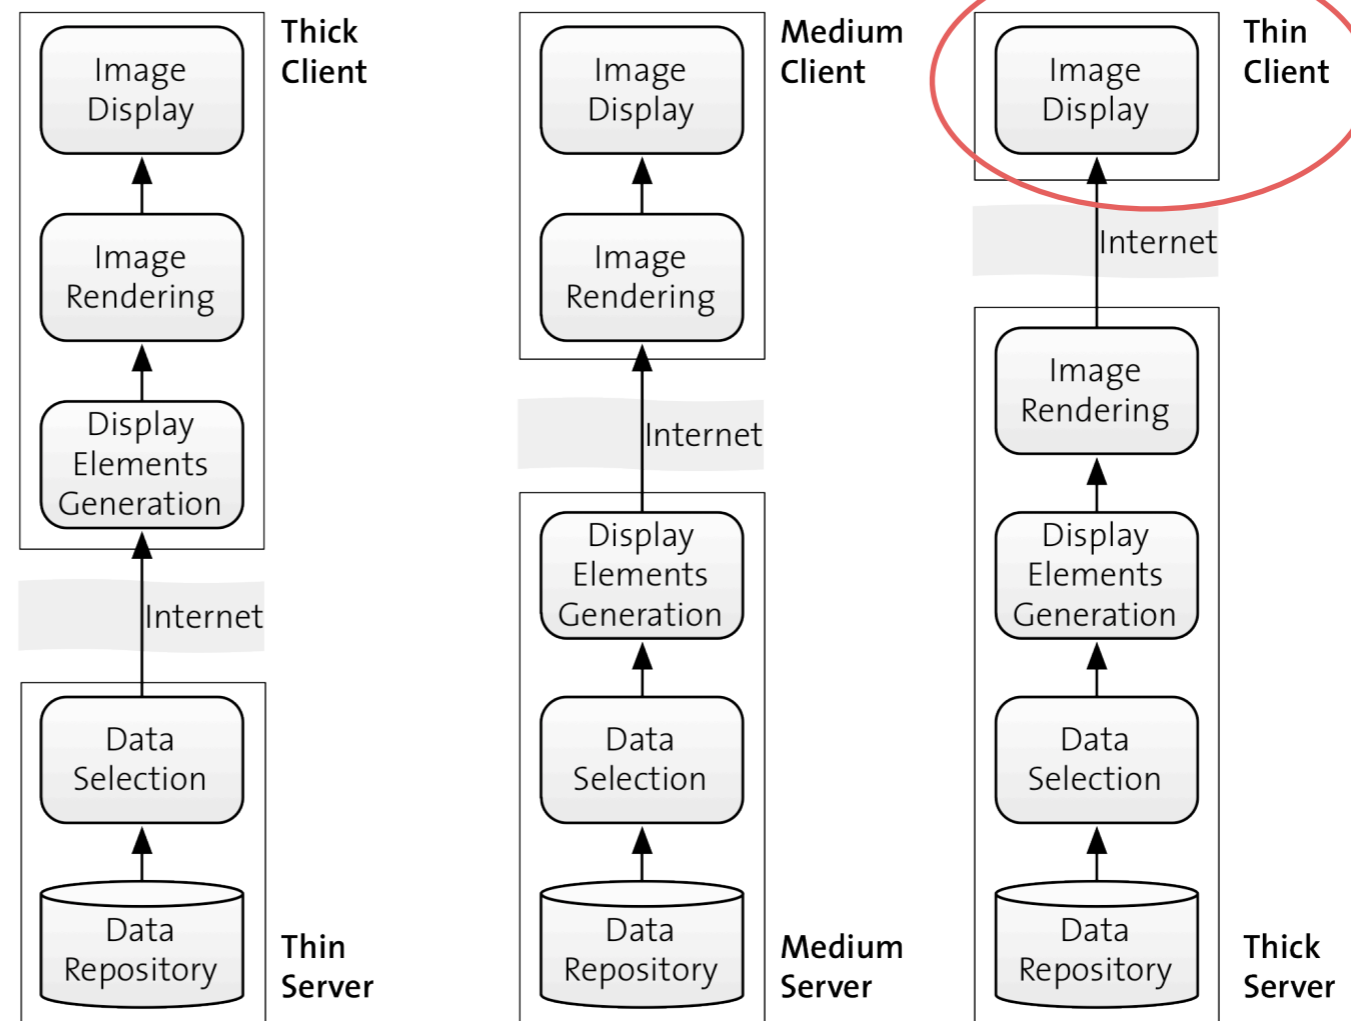 Thick
Client
Image
Display
Image
Rendering
Display
Elements
Generation
Internet
Data
Selection
Data
Repository
Thin
Server
Medium
Client
Image
Display
Image
Rendering
Internet
Display
Elements
Generation
Data
Selection
Data
Repository
Medium
Server
Thin
Client
Image
Display
Internet
Image
Rendering
Display
Elements
Generation
Data
Selection
Data
Repository
Thick
Server